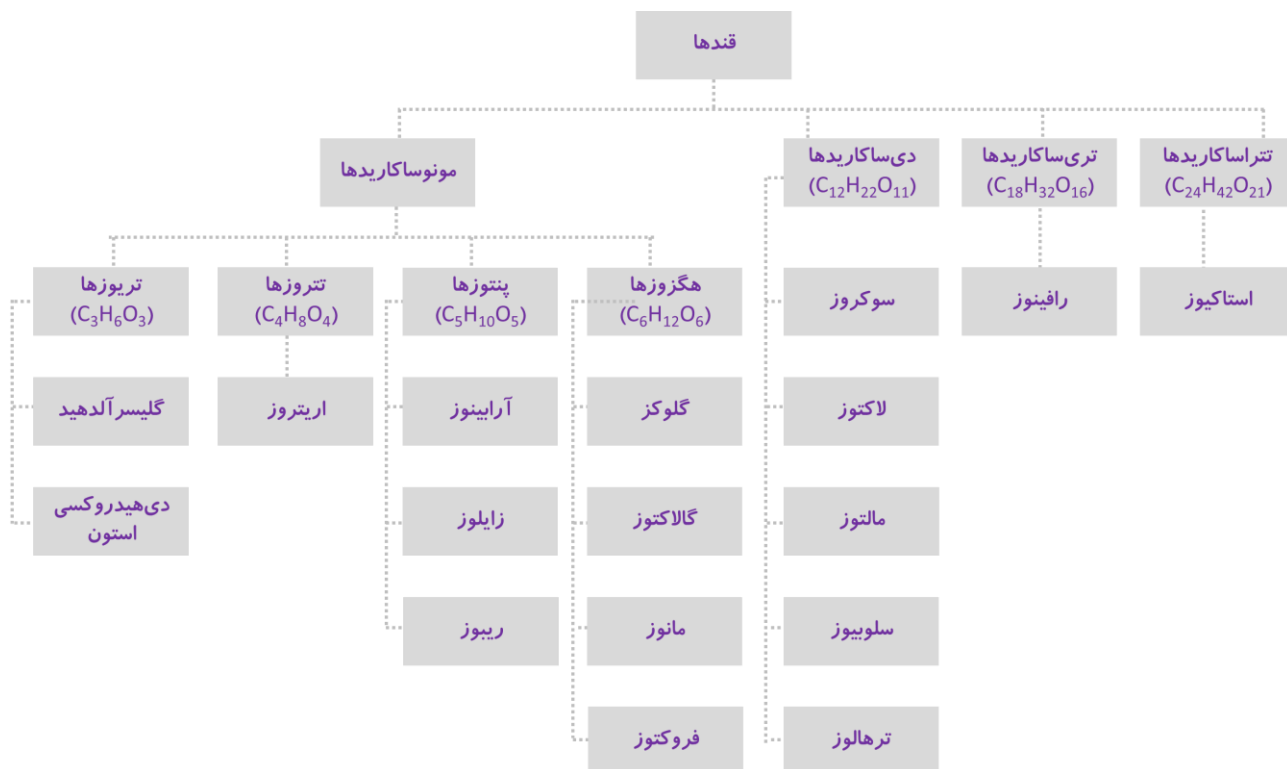 قندها
مونوساکاریدها
دی‌ساکاریدها
(C₁₂H₂₂O₁₁)
تری‌ساکاریدها
(C₁₈H₃₂O₁₆)
تتراساکاریدها
(C₂₄H₄₂O₂₁)
تریوزها
(C₃H₆O₃)
تتروزها
(C₄H₈O₄)
پنتوزها
(C₅H₁₀O₅)
هگزوزها
(C₆H₁₂O₆)
سوکروز
رافینوز
استاکیوز
گلیسرآلدهید
اریتروز
آرابینوز
گلوکز
لاکتوز
دی‌هیدروکسی
استون
زایلوز
گالاکتوز
مالتوز
ریبوز
مانوز
سلوبیوز
فروکتوز
ترهالوز